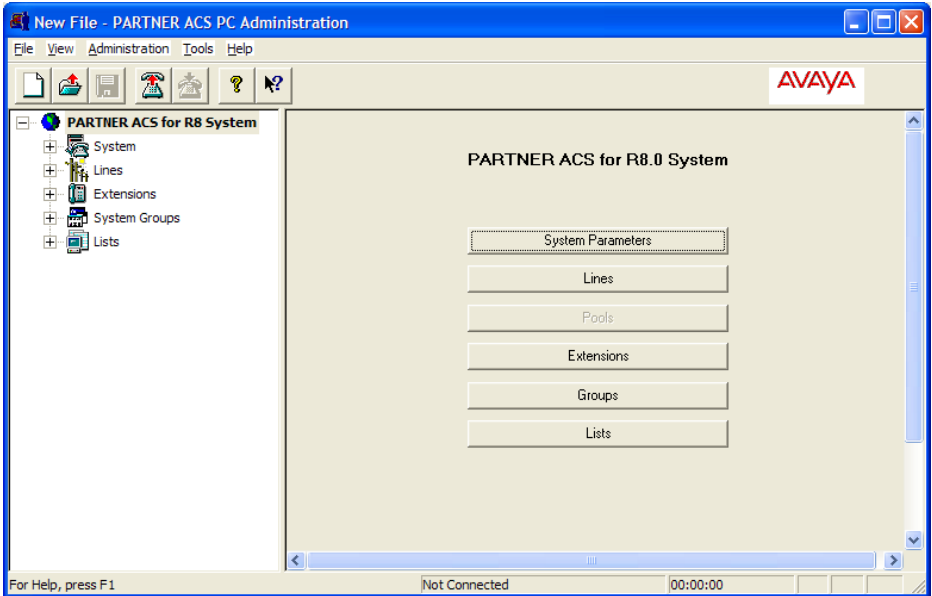 New File - PARTNER ACS PC Administration
File View Administration Tools Help
AVAYA
PARTNER ACS for R8 System
System
Lines
Extensions
System Groups
Lists
PARTNER ACS for R8.0 System
System Parameters
Lines
Pools
Extensions
Groups
Lists
For Help, press F1
Not Connected
00:00:00